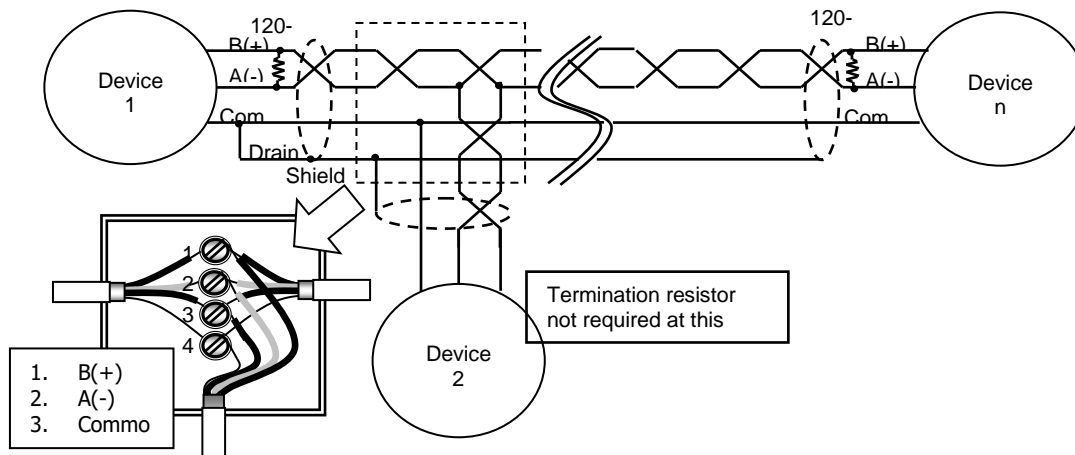 120-
B(+)
A(-)
Com
Drain
Shield
Device
1
120-
B(+)
A(-)
Com
Device
n
1
2
3
4
Termination resistor
not required at this
Device
2
1. B(+)
2. A(-)
3. Commo